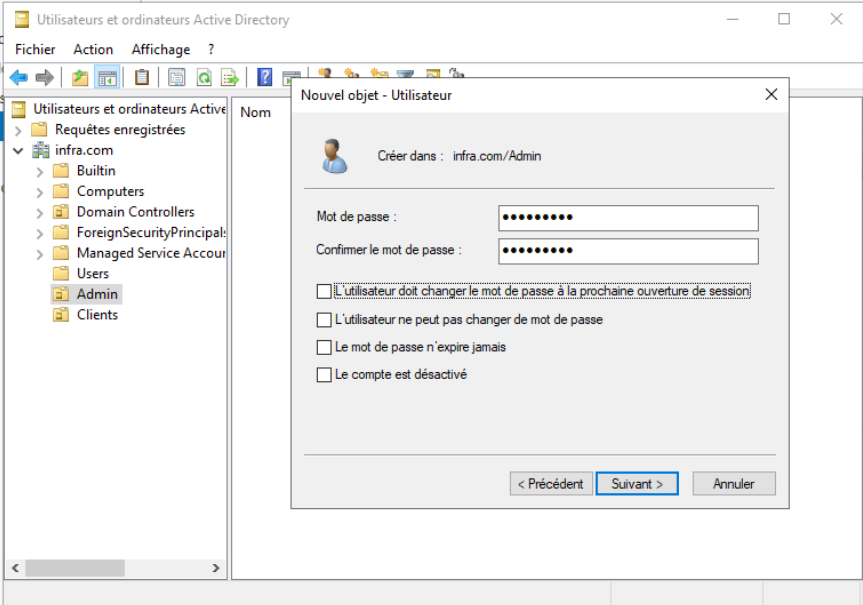 Utilisateurs et ordinateurs Active Directory
Fichier Action Affichage ?
Utilisateurs et ordinateurs Active
Requêtes enregistrées
infra.com
Builtin
Computers
Domain Controllers
ForeignSecurityPrincipals
Managed Service Accour
Users
Admin
Clients
Nom
Nouvel objet - Utilisateur
Créer dans : infra.com/Admin
Mot de passe :
Confirmer le mot de passe :
L'utilisateur doit changer le mot de passe à la prochaine ouverture de session
L'utilisateur ne peut pas changer de mot de passe
Le mot de passe n'expire jamais
Le compte est désactivé
< Précédent
Suivant >
Annuler